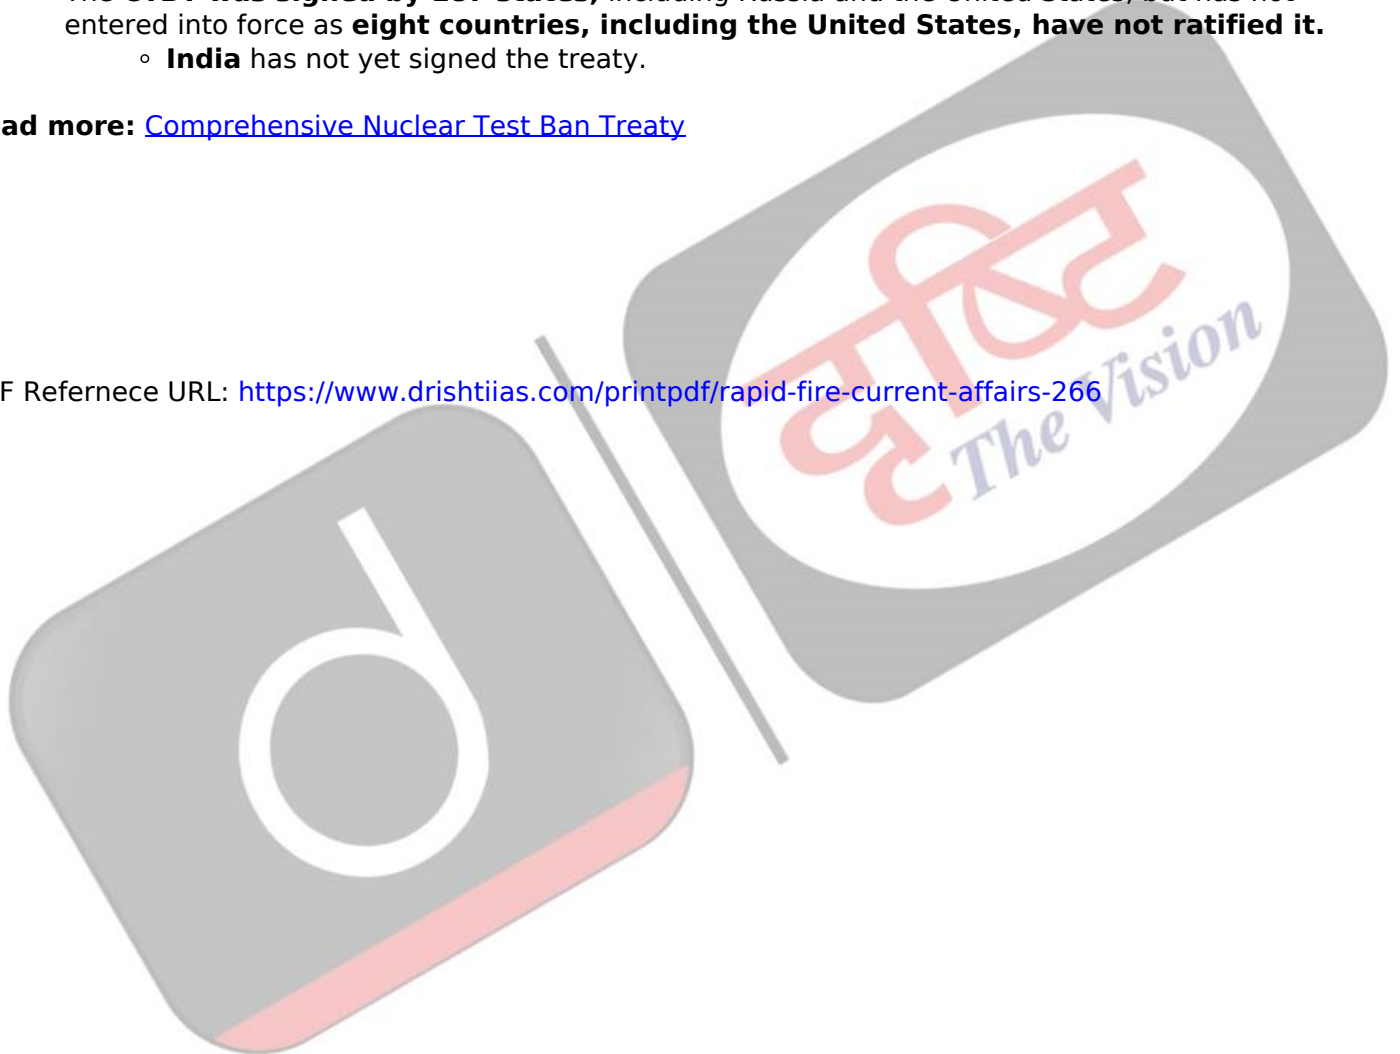 entered into force as eight countries, including the United States, have not ratified it.
◦ India has not yet signed the treaty.
ad more: Comprehensive Nuclear Test Ban Treaty
दृष्टि
The Vision
F Refernece URL: https://www.drishtiias.com/printpdf/rapid-fire-current-affairs-266
d